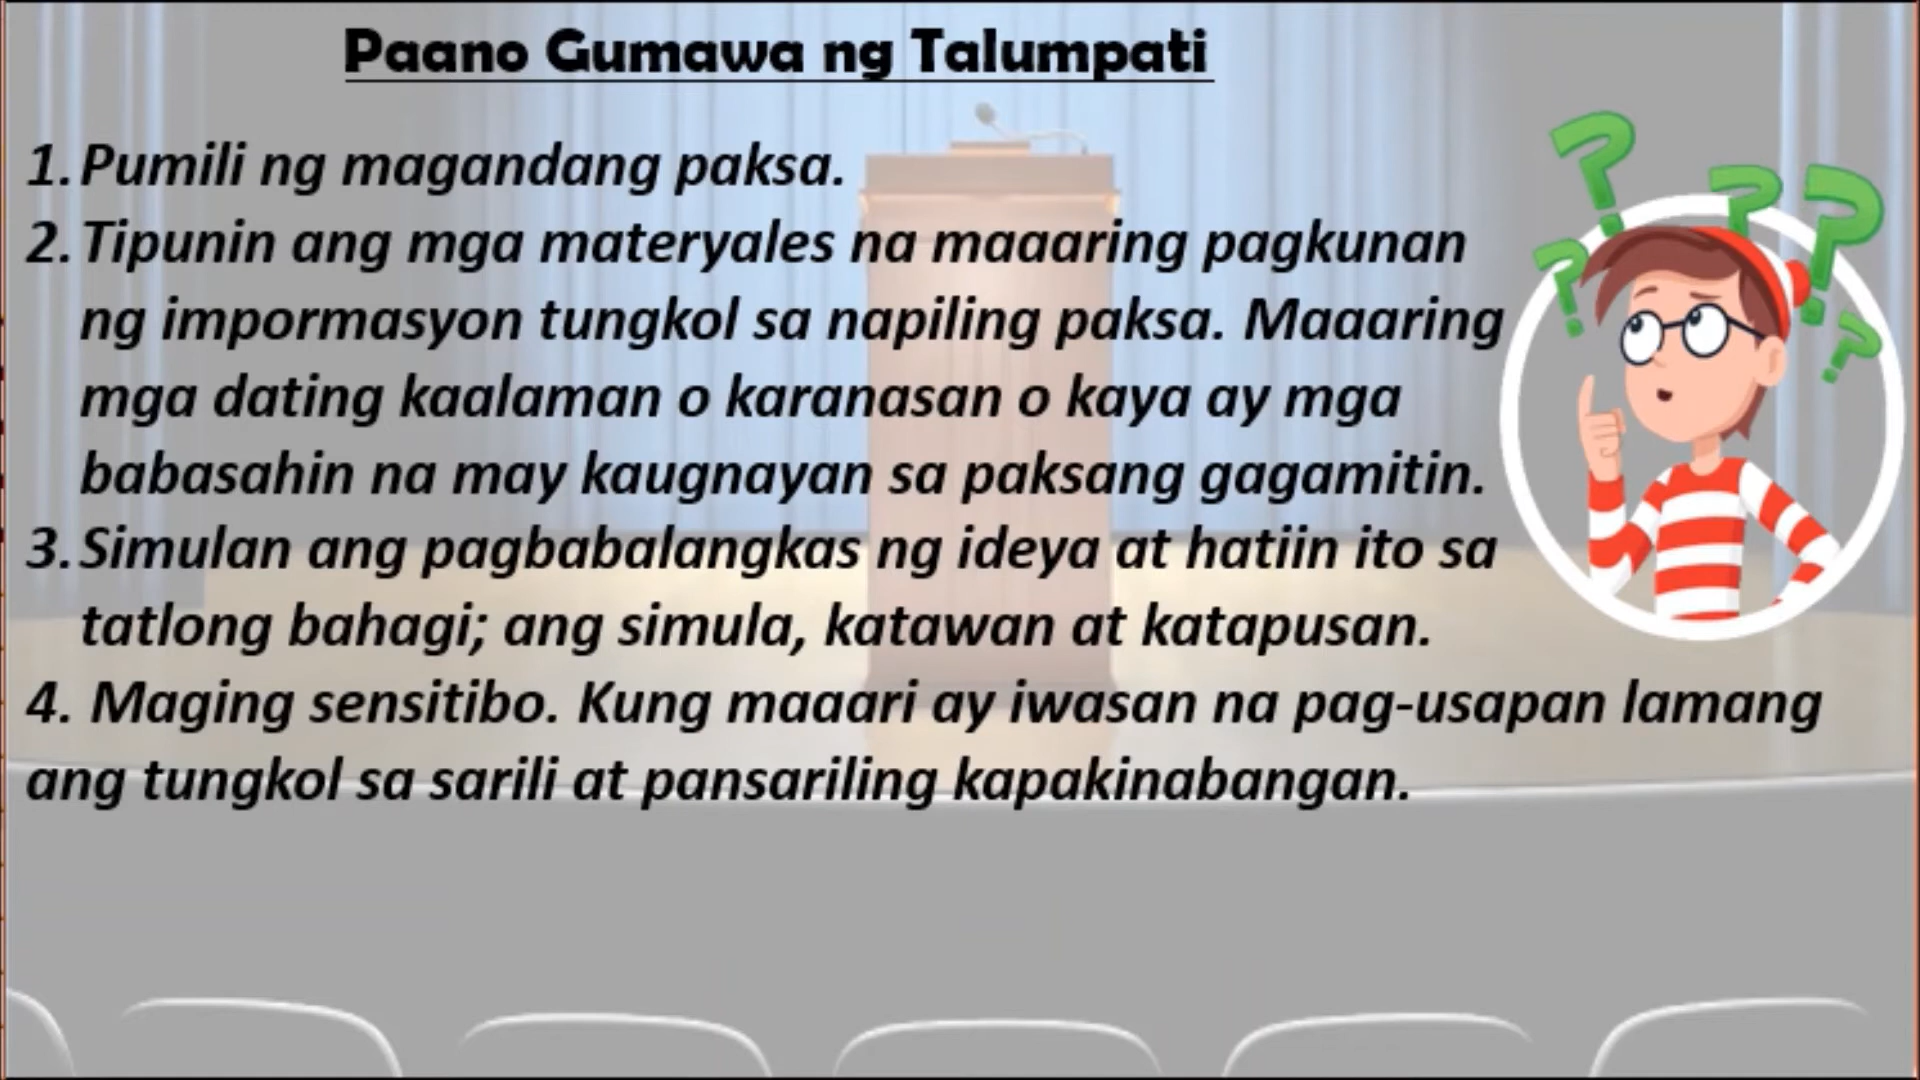 Paano Gumawa ng Talumpati
1. Pumili ng magandang paksa.
2. Tipunin ang mga materyales na maaaring pagkunan
ng impormasyon tungkol sa napiling paksa. Maaaring
mga dating kaalaman o karanasan o kaya ay mga
babasahin na may kaugnayan sa paksang gagamitin.
3. Simulan ang pagbabalangkas ng ideya at hatiin ito sa
tatlong bahagi; ang simula, katawan at katapusan.
4. Maging sensitibo. Kung maaari ay iwasan na pag-usapan lamang
ang tungkol sa sarili at pansariling kapakinabangan.